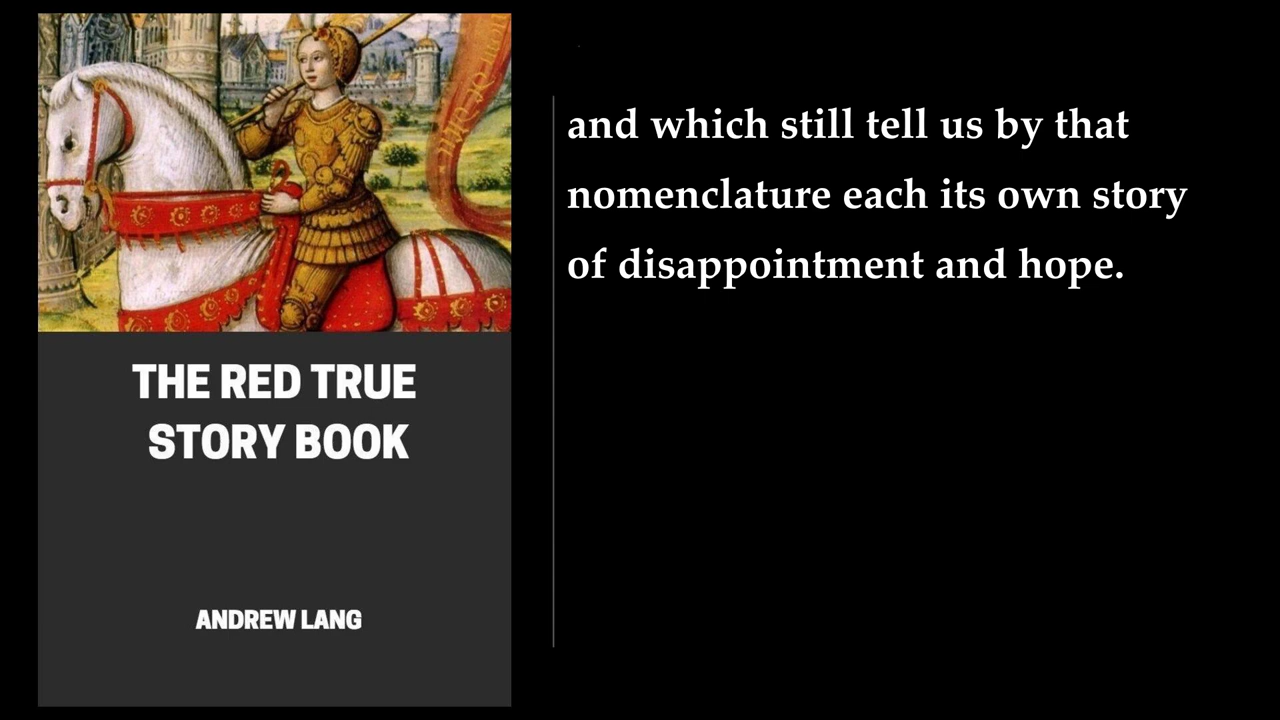 THE RED TRUE
STORY BOOK
ANDREW LANG
and which still tell us by that
nomenclature each its own story
of disappointment and hope.